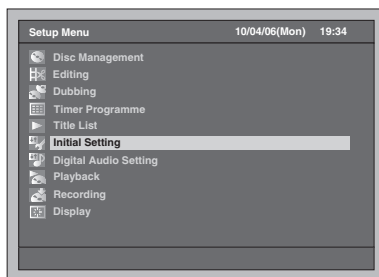 Setup Menu 10/04/06(Mon) 19:34
Disc Management
Editing
Dubbing
Timer Programme
Title List
Initial Setting
Digital Audio Setting
Playback
Recording
Display